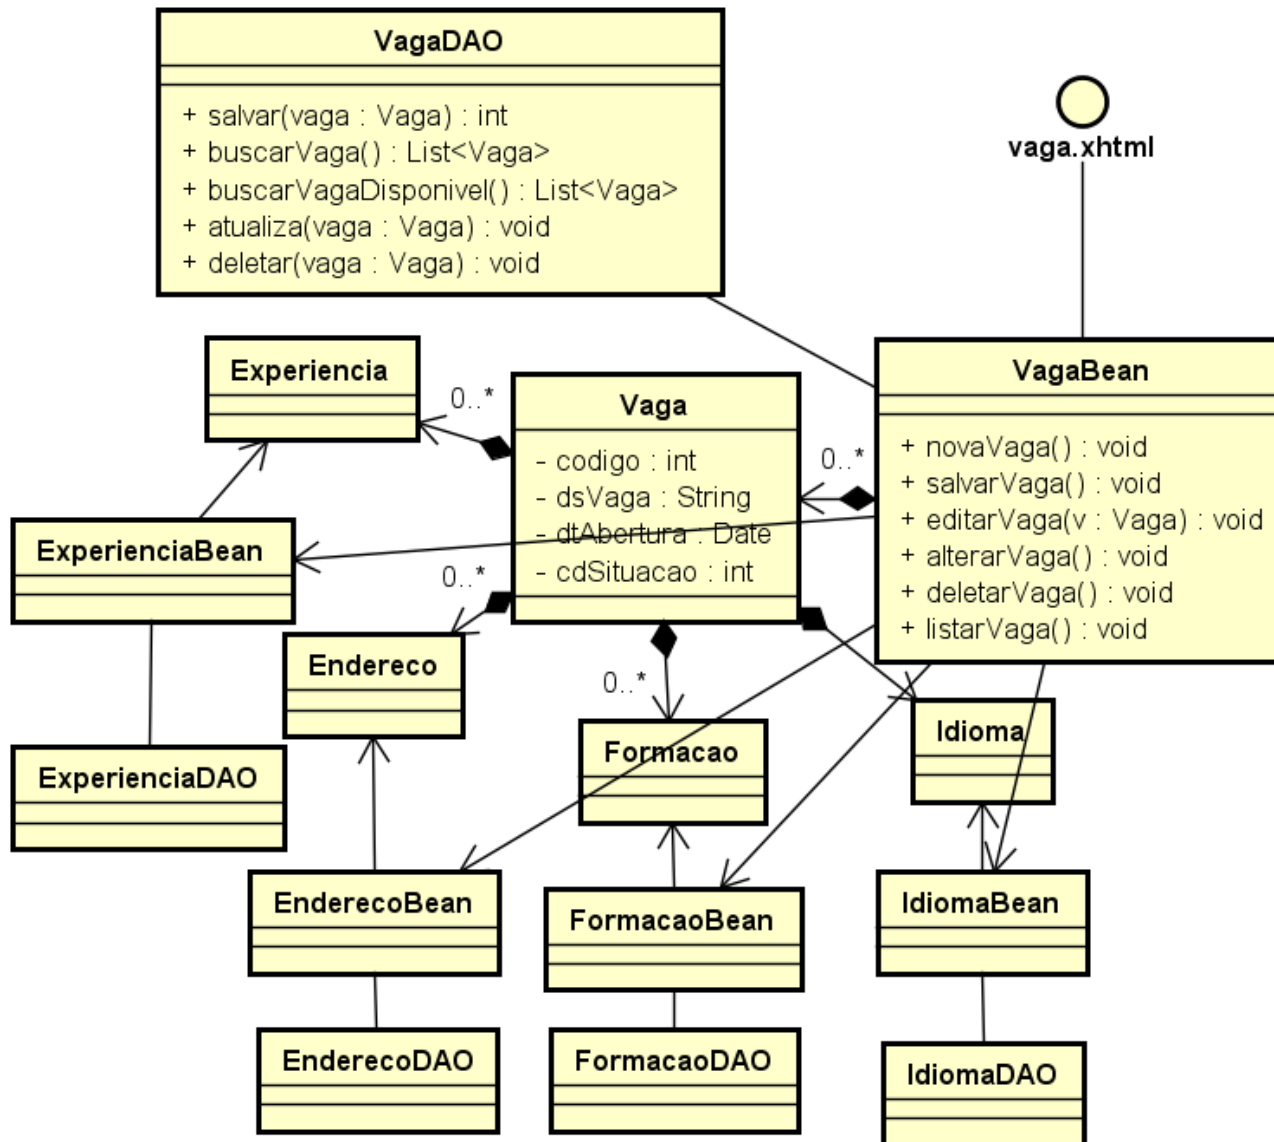 VagaDAO
+ salvar(vaga : Vaga) : int
+ buscarVaga() : List<Vaga>
+ buscarVagaDisponivel() : List<Vaga>
+ atualiza(vaga : Vaga) : void
+ deletar(vaga : Vaga) : void
vaga.xhtml
Experiencia
0..*
Vaga
- codigo : int
- dsVaga : String
- dtAbertura : Date
- cdSituacao : int
0..*
VagaBean
+ novaVaga() : void
+ salvarVaga() : void
+ editarVaga(v : Vaga) : void
+ alterarVaga() : void
+ deletarVaga() : void
+ listarVaga() : void
ExperienciaBean
0..*
Endereco
0..*
Formacao
Idioma
ExperienciaDAO
EnderecoBean
FormacaoBean
IdiomaBean
EnderecoDAO
FormacaoDAO
IdiomaDAO